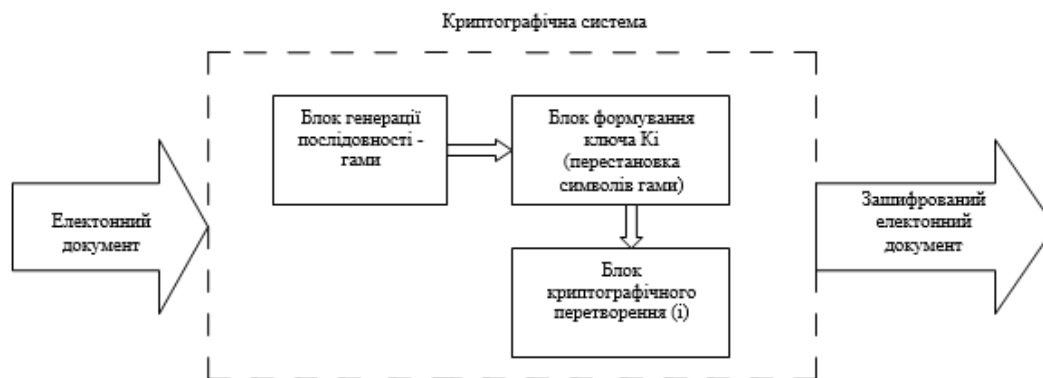 Криптографічна система
Блок генерації
послідовності -
гами
Блок формування
ключа Кі
(перестановка
символів гами)
Електонний
документ
Зашифрований
електонний
документ
Блок
криптографічного
перетворення (і)